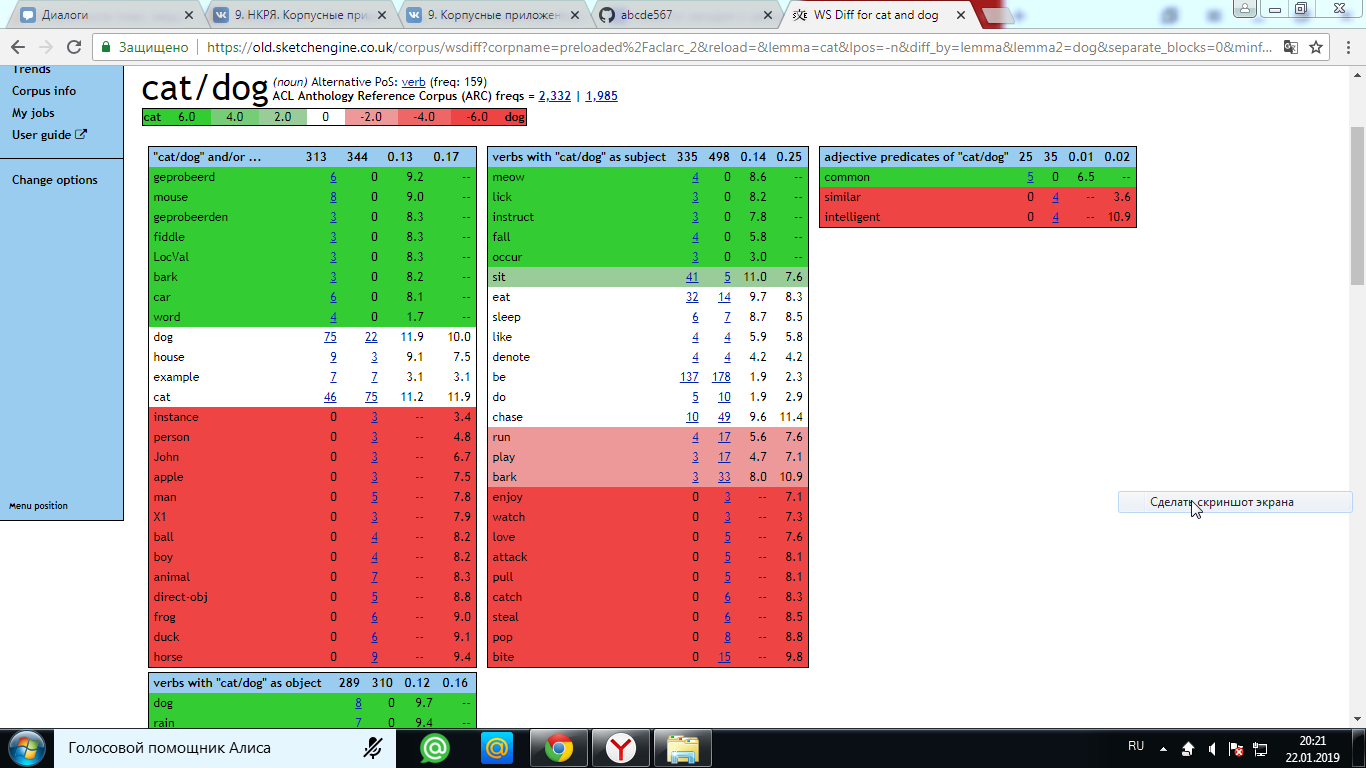 Диалоги
9. НКРЯ. Корпусные при
9. Корпусные приложен
abcde567
WS Diff for cat and dog
Защищено
https://old.sketchengine.co.uk/corpus/wsdiff?corpname=preloaded%2Faclarc_2&reload=&lemma=cat&lpos=-n&diff_by=lemma&lemma2=dog&separate_blocks=0&minf...
Trends
Corpus info
My jobs
User guide
Change options
Menu position
cat/dog (noun) Alternative PoS: verb (freq: 159)
ACL Anthology Reference Corpus (ARC) freqs = 2,332 | 1,985
cat 6.0 4.0 2.0 0 -2.0 -4.0 -6.0 dog
"cat/dog" and/or ... 313 344 0.13 0.17
geprobeerd 6 0 9.2 --
mouse 8 0 9.0 --
geprobeerden 3 0 8.3 --
fiddle 3 0 8.3 --
LocVal 3 0 8.3 --
bark 3 0 8.2 --
car 6 0 8.1 --
word 4 0 1.7 --
dog 75 22 11.9 10.0
house 9 3 9.1 7.5
example 7 7 3.1 3.1
cat 46 75 11.2 11.9
instance 0 3 -- 3.4
person 0 3 -- 4.8
John 0 3 -- 6.7
apple 0 3 -- 7.5
man 0 5 -- 7.8
X1 0 3 -- 7.9
ball 0 4 -- 8.2
boy 0 4 -- 8.2
animal 0 7 -- 8.3
direct-obj 0 5 -- 8.8
frog 0 6 -- 9.0
duck 0 6 -- 9.1
horse 0 9 -- 9.4
verbs with "cat/dog" as subject 335 498 0.14 0.25
meow 4 0 8.6 --
lick 3 0 8.2 --
instruct 3 0 7.8 --
fall 4 0 5.8 --
occur 3 0 3.0 --
sit 41 5 11.0 7.6
eat 32 14 9.7 8.3
sleep 6 7 8.7 8.5
like 4 4 5.9 5.8
denote 4 4 4.2 4.2
be 137 178 1.9 2.3
do 5 10 1.9 2.9
chase 10 49 9.6 11.4
run 4 17 5.6 7.6
play 3 17 4.7 7.1
bark 3 33 8.0 10.9
enjoy 0 3 -- 7.1
watch 0 3 -- 7.3
love 0 5 -- 7.6
attack 0 5 -- 8.1
pull 0 5 -- 8.1
catch 0 6 -- 8.3
steal 0 6 -- 8.5
pop 0 8 -- 8.8
bite 0 15 -- 9.8
adjective predicates of "cat/dog" 25 35 0.01 0.02
common 5 0 6.5 --
similar 0 4 -- 3.6
intelligent 0 4 -- 10.9
verbs with "cat/dog" as object 289 310 0.12 0.16
dog 8 0 9.7 --
rain 7 0 9.4 --
Сделать скриншот экрана
Голосовой помощник Алиса
RU
20:21
22.01.2019